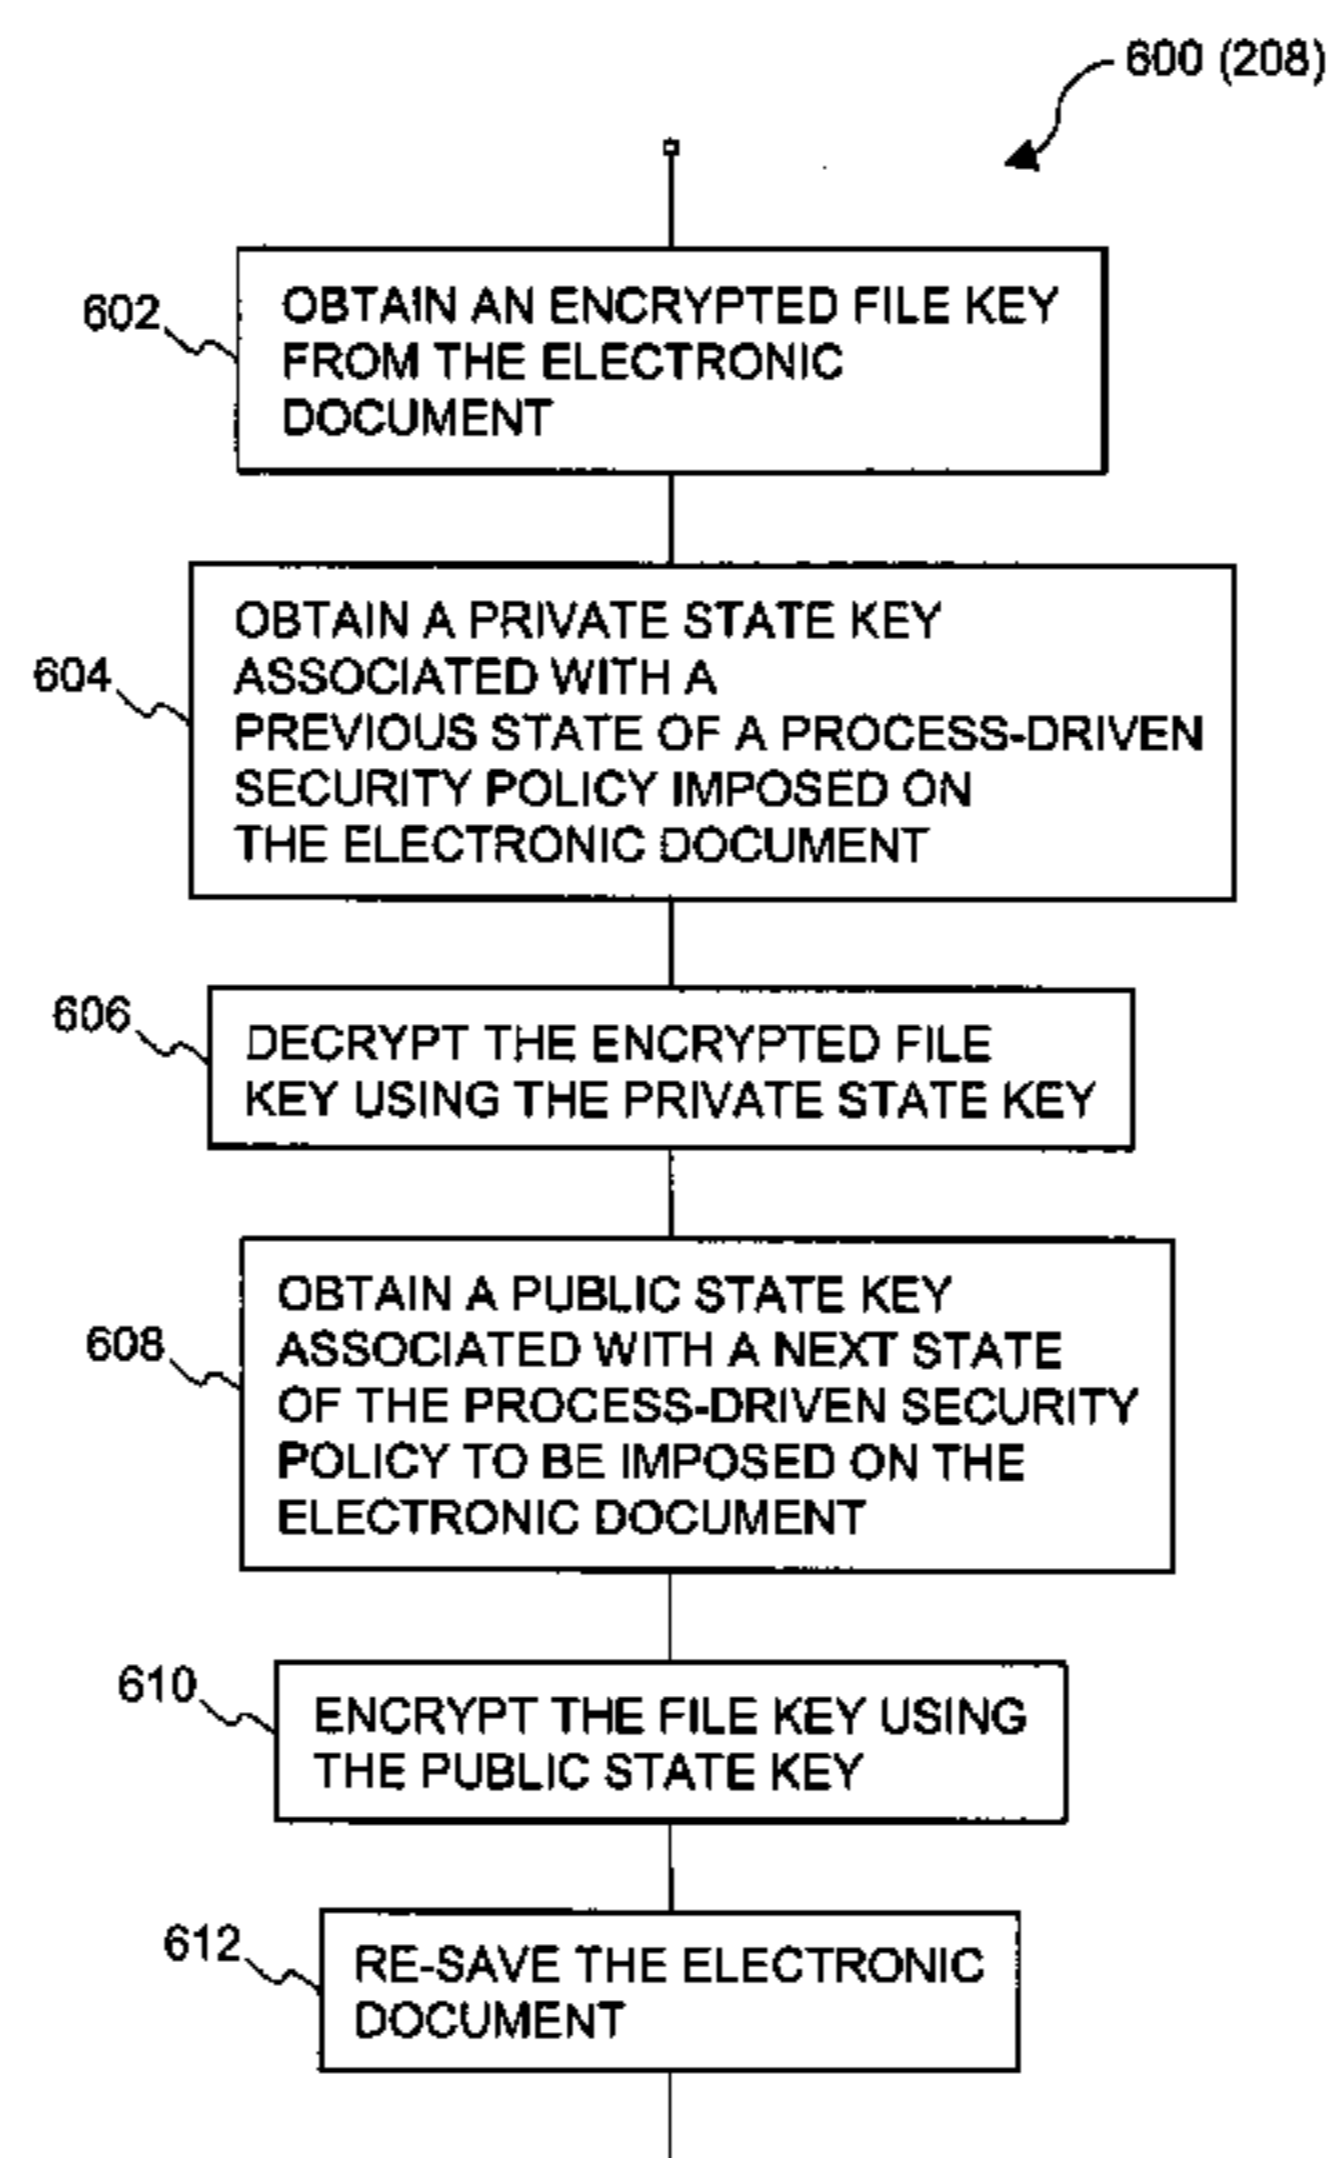 600 (208)
602
OBTAIN AN ENCRYPTED FILE KEY
FROM THE ELECTRONIC
DOCUMENT
604
OBTAIN A PRIVATE STATE KEY
ASSOCIATED WITH A
PREVIOUS STATE OF A PROCESS-DRIVEN
SECURITY POLICY IMPOSED ON
THE ELECTRONIC DOCUMENT
606
DECRYPT THE ENCRYPTED FILE
KEY USING THE PRIVATE STATE KEY
608
OBTAIN A PUBLIC STATE KEY
ASSOCIATED WITH A NEXT STATE
OF THE PROCESS-DRIVEN SECURITY
POLICY TO BE IMPOSED ON THE
ELECTRONIC DOCUMENT
610
ENCRYPT THE FILE KEY USING
THE PUBLIC STATE KEY
612
RE-SAVE THE ELECTRONIC
DOCUMENT